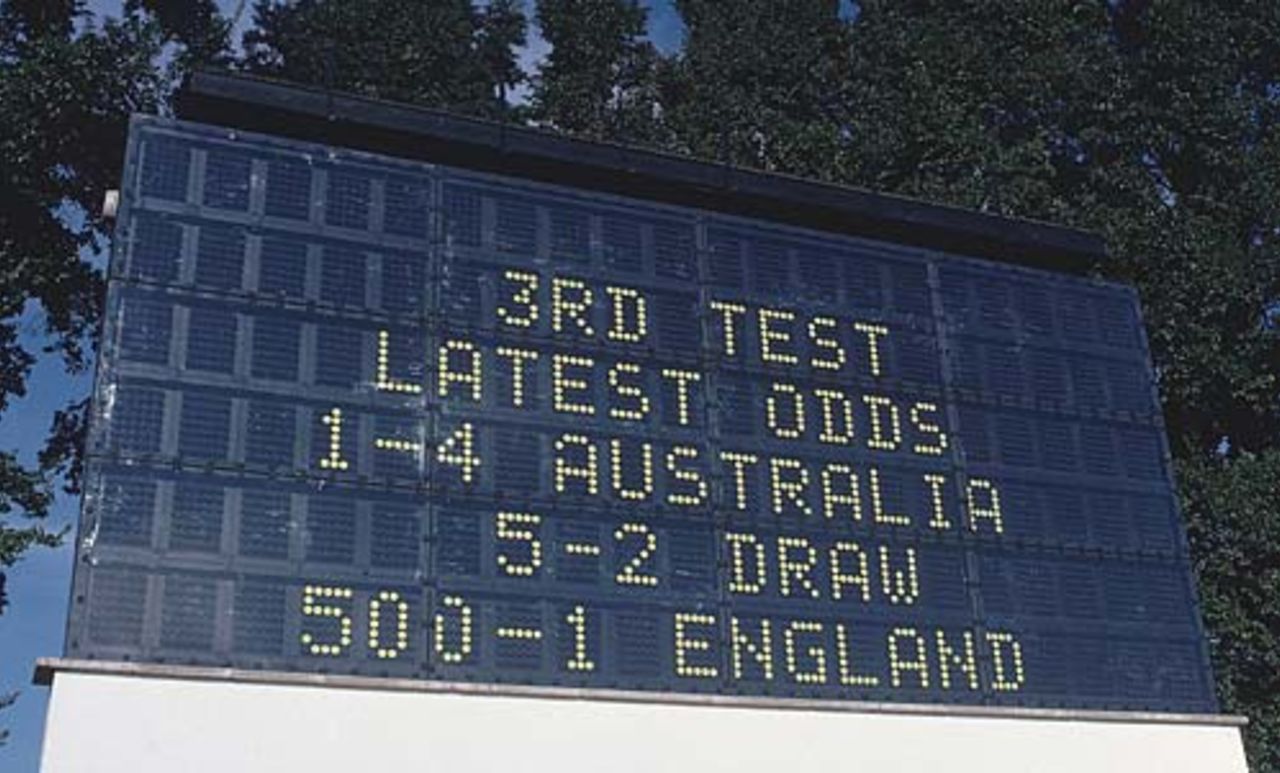 3RD TEST
LATEST ODDS
1-4 AUSTRALIA
5-2 DRAW
500-1 ENGLAND